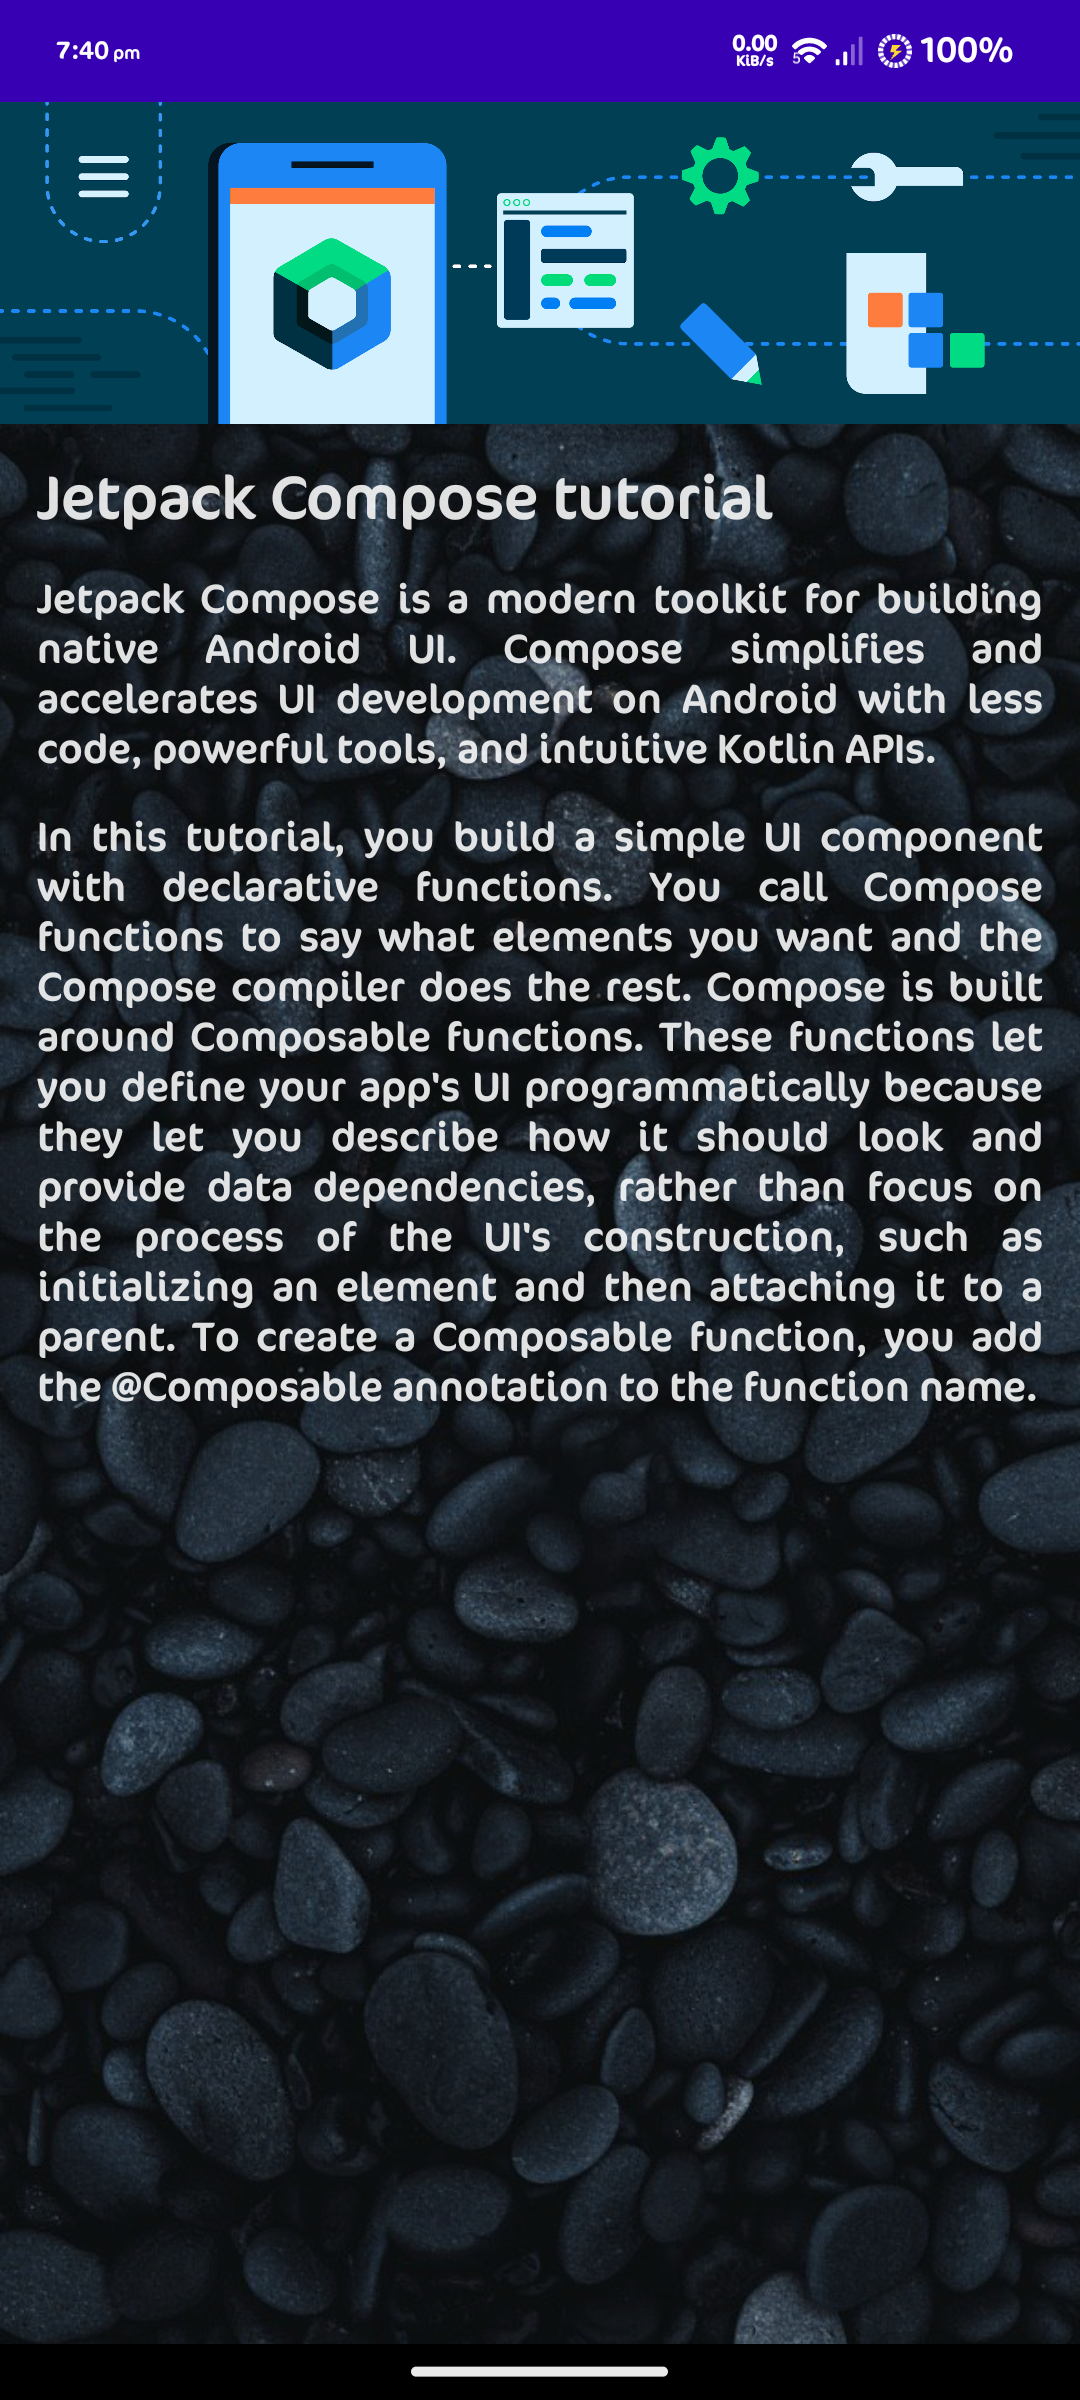 7:40 pm
0.00
KiB/s
5
100%
Jetpack Compose tutorial
Jetpack Compose is a modern toolkit for building
native Android UI. Compose simplifies and
accelerates UI development on Android with less
code, powerful tools, and intuitive Kotlin APIs.
In this tutorial, you build a simple UI component
with declarative functions. You call Compose
functions to say what elements you want and the
Compose compiler does the rest. Compose is built
around Composable functions. These functions let
you define your app's UI programmatically because
they let you describe how it should look and
provide data dependencies, rather than focus on
the process of the UI's construction, such as
initializing an element and then attaching it to a
parent. To create a Composable function, you add
the @Composable annotation to the function name.